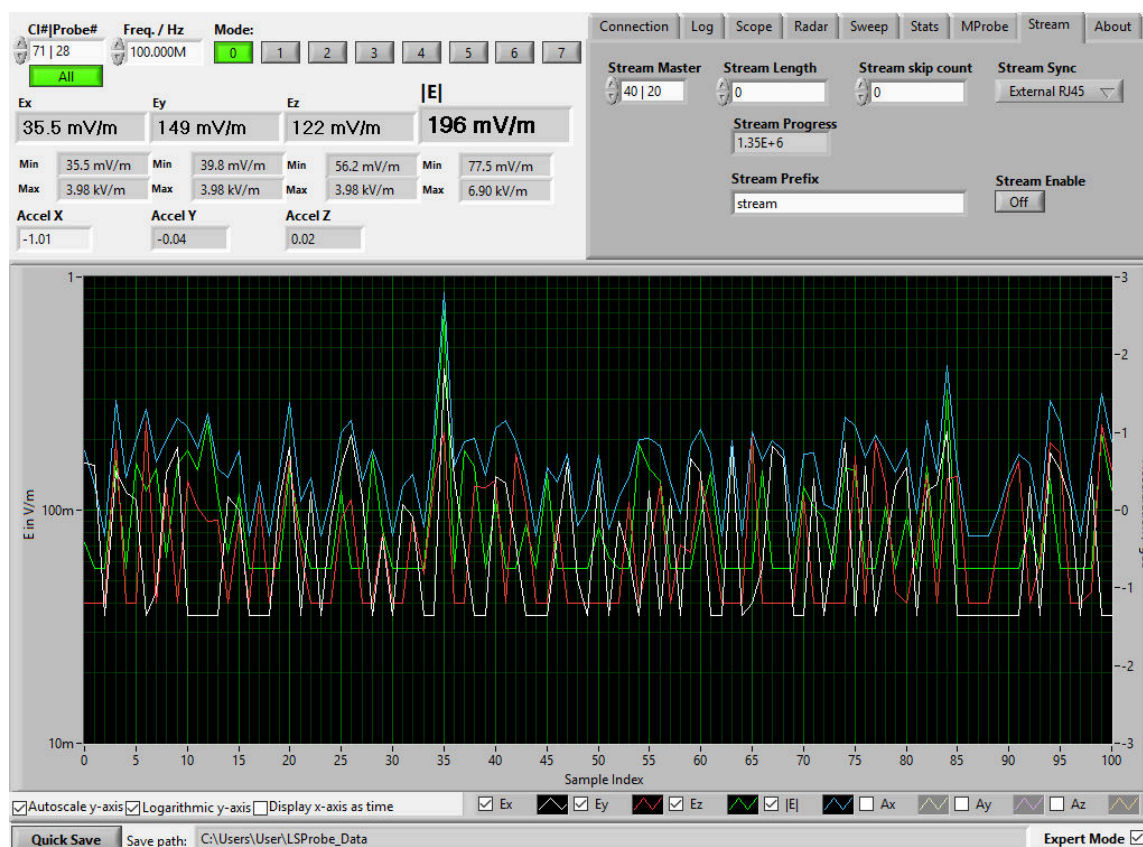 CI#|Probe# Freq. / Hz Mode:
71 | 28 100.000M 0 1 2 3 4 5 6 7
All
Ex Ey Ez |E|
35.5 mV/m 149 mV/m 122 mV/m 196 mV/m
Min 35.5 mV/m Min 39.8 mV/m Min 56.2 mV/m Min 77.5 mV/m
Max 3.98 kV/m Max 3.98 kV/m Max 3.98 kV/m Max 6.90 kV/m
Accel X Accel Y Accel Z
-1.01 -0.04 0.02
Connection Log Scope Radar Sweep Stats MProbe Stream About
Stream Master Stream Length Stream skip count Stream Sync
40 | 20 0 0 External RJ45
Stream Progress
1.35E+6
Stream Prefix Stream Enable
stream Off
1 100m 10m
E in V/m
-3 -2 -1 -0 -1 -2 -3
0 5 10 15 20 25 30 35 40 45 50 55 60 65 70 75 80 85 90 95 100
Sample Index
Autoscale y-axis Logarithmic y-axis Display x-axis as time Ex Ey Ez |E| Ax Ay Az
Quick Save Save path: C:\Users\User\LSProbe_Data Expert Mode